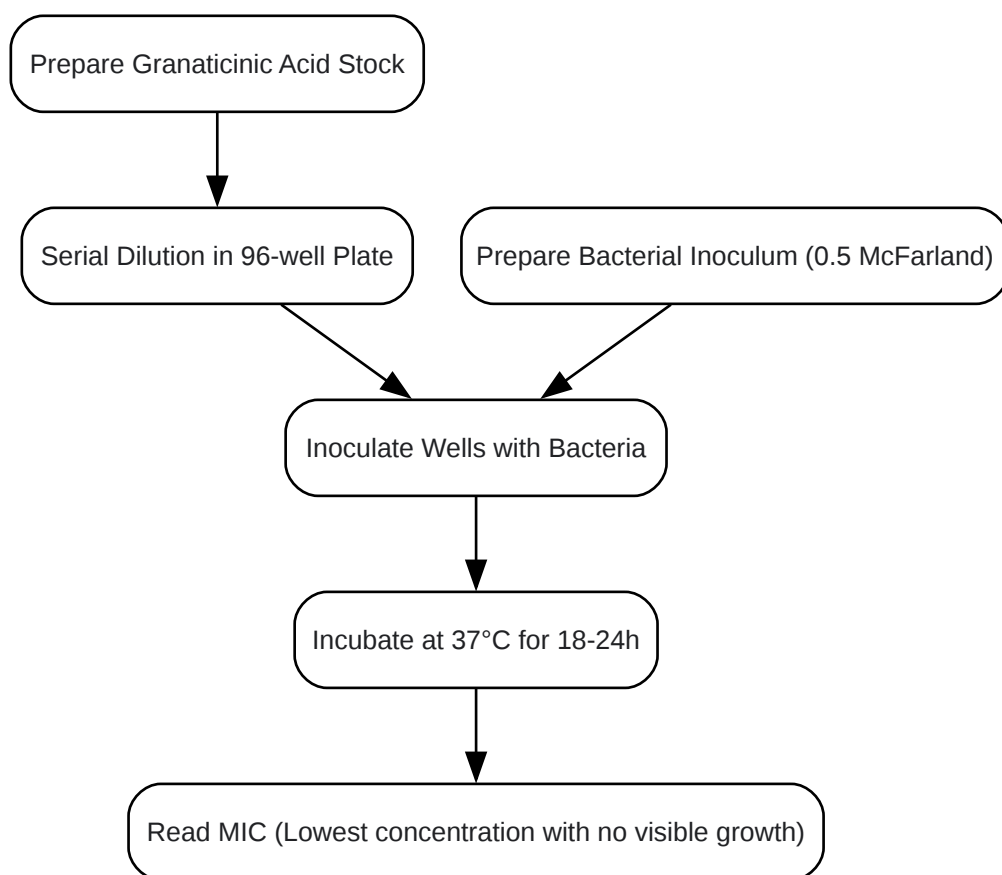 Prepare Granaticinic Acid Stock
Serial Dilution in 96-well Plate
Prepare Bacterial Inoculum (0.5 McFarland)
Inoculate Wells with Bacteria
Incubate at 37°C for 18-24h
Read MIC (Lowest concentration with no visible growth)